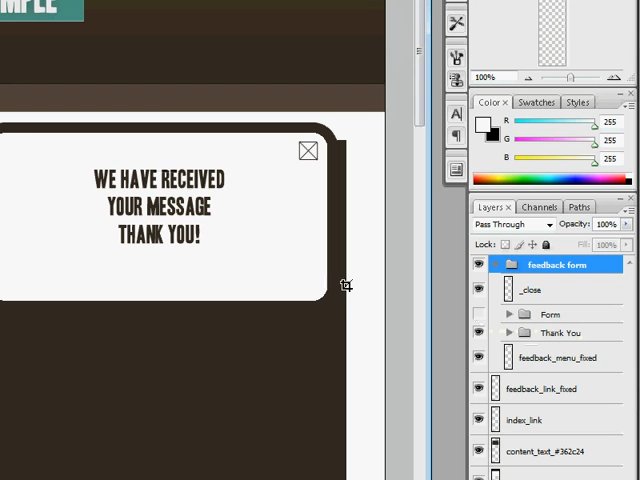 MPLE
WE HAVE RECEIVED
YOUR MESSAGE
THANK YOU!
100%
Color × Swatches Styles
R 255
G 255
B 255
Layers × Channels Paths
Pass Through Opacity: 100%
Lock: Fill: 100%
feedback form
_close
Form
Thank You
feedback_menu_fixed
feedback_link_fixed
index_link
content_text_#362c24